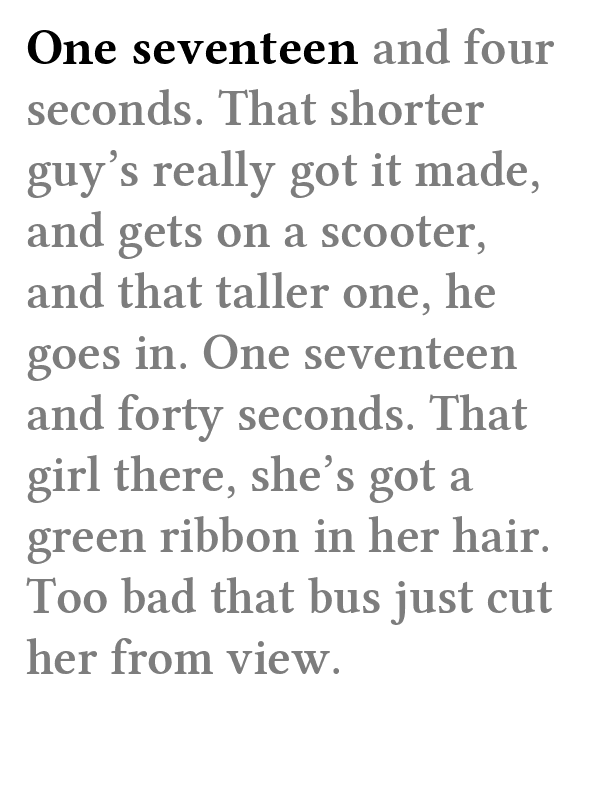 One seventeen and four
seconds. That shorter
guy’s really got it made,
and gets on a scooter,
and that taller one, he
goes in. One seventeen
and forty seconds. That
girl there, she’s got a
green ribbon in her hair.
Too bad that bus just cut
her from view.